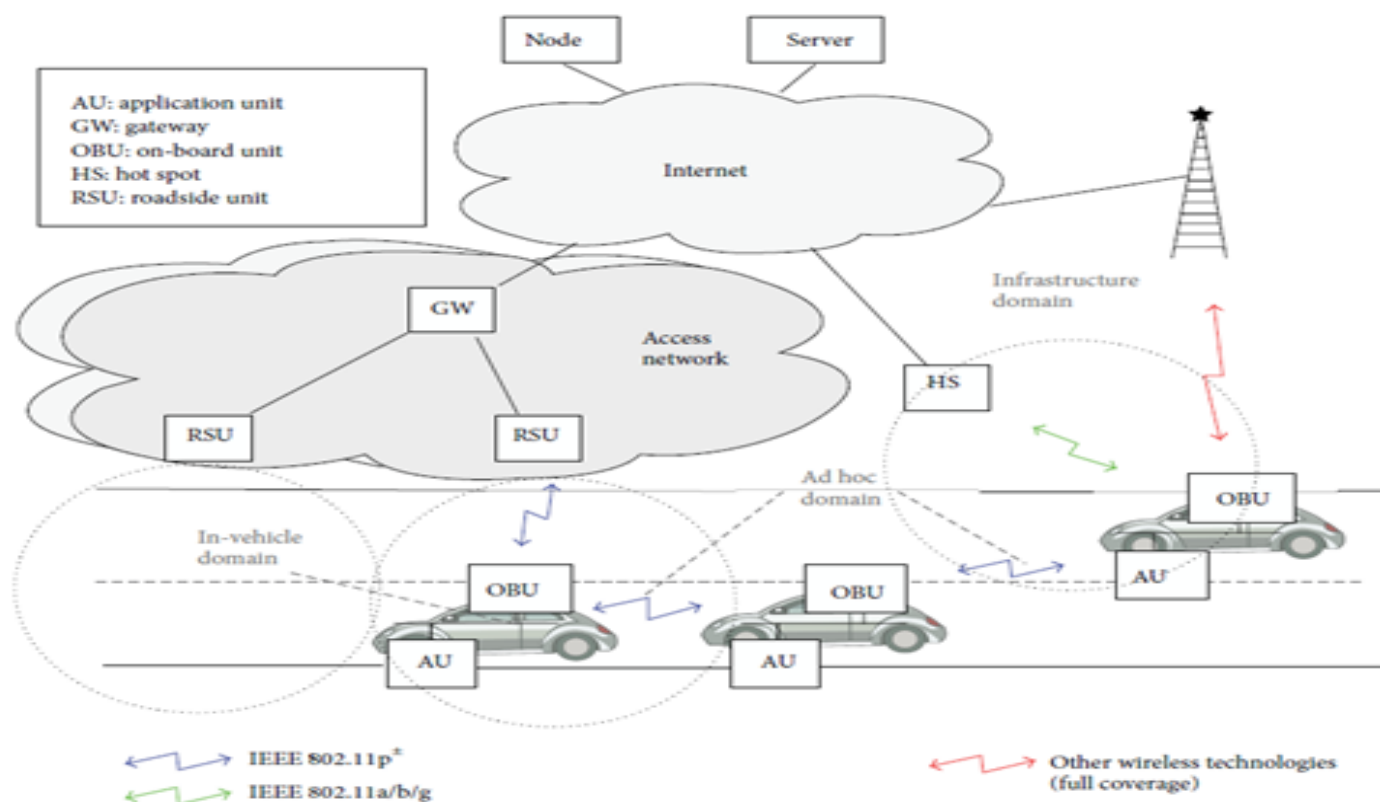 Node
Server
AU: application unit
GW: gateway
OBU: on-board unit
HS: hot spot
RSU: roadside unit
Internet
Infrastructure
domain
GW
Access
network
HS
RSU
RSU
Ad hoc
domain
OBU
In-vehicle
domain
OBU
OBU
AU
AU
AU
IEEE 802.11p±
IEEE 802.11a/b/g
Other wireless technologies
(full coverage)